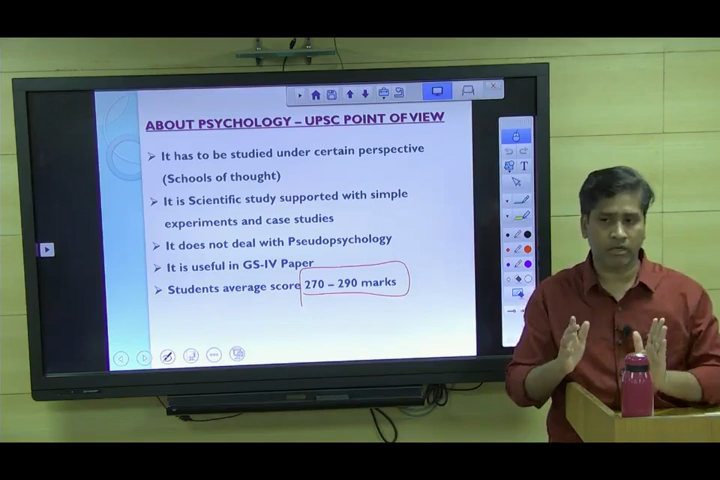 ABOUT PSYCHOLOGY – UPSC POINT OF VIEW
➢ It has to be studied under certain perspective
(Schools of thought)
➢ It is Scientific study supported with simple
experiments and case studies
➢ It does not deal with Pseudopsychology
➢ It is useful in GS-IV Paper
➢ Students average score 270 – 290 marks
T